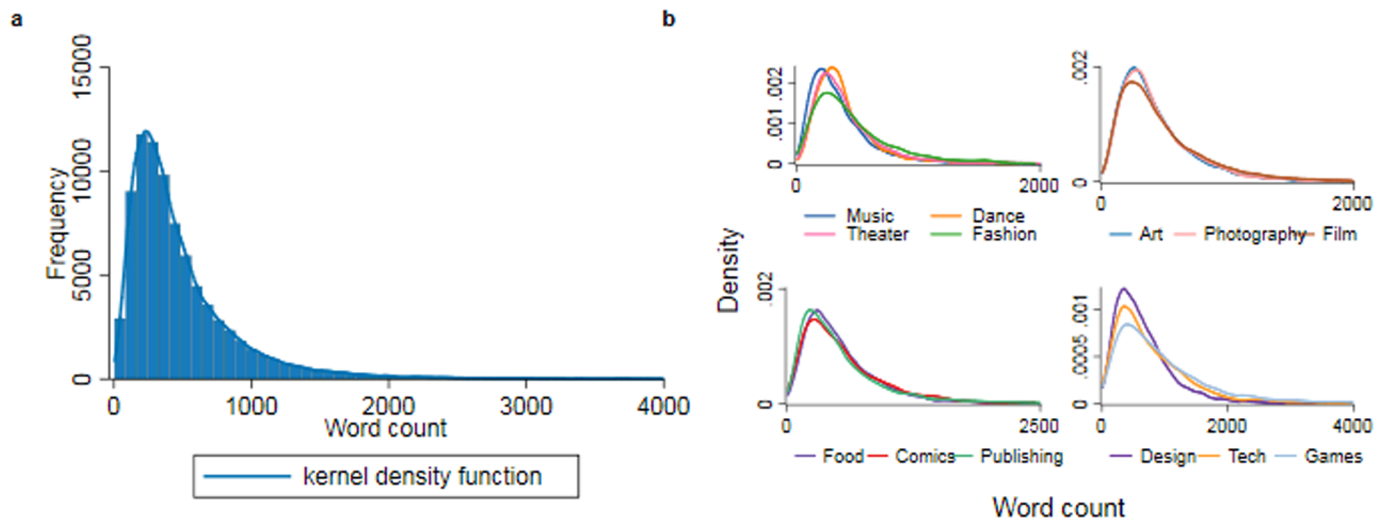 a
b
15000
10000
5000
0
Frequency
0 1000 2000 3000 4000
Word count
kernel density function
Density
.002
.001
0
0 2000
Music Dance
Theater Fashion
.002
0
0 2000
Art Photography Film
.002
0
0 2500
Food Comics Publishing
.001
.0005
0
0 2000 4000
Design Tech Games
Word count